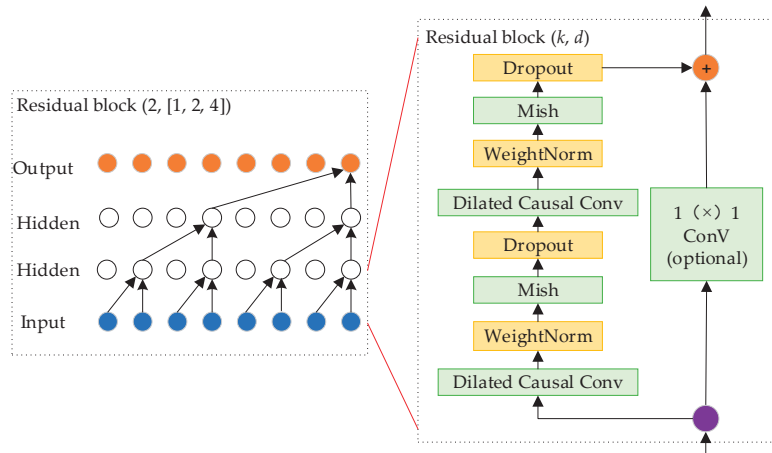 Residual block (2, [1, 2, 4])
Output
Hidden
Hidden
Input
Residual block (k, d)
Dropout
+
Mish
WeightNorm
Dilated Causal Conv
Dropout
Mish
WeightNorm
Dilated Causal Conv
1 （×）1
ConV
(optional)